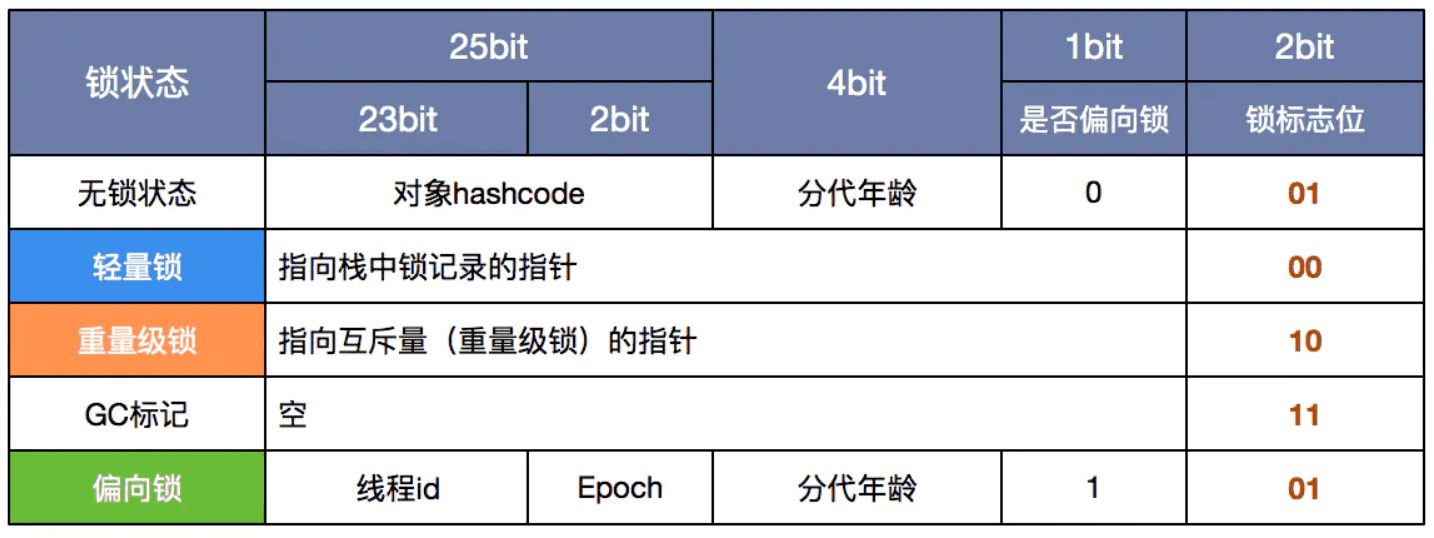 锁状态 25bit 4bit 1bit 2bit
23bit 2bit 是否偏向锁 锁标志位
无锁状态 对象hashcode 分代年龄 0 01
轻量锁 指向栈中锁记录的指针 00
重量级锁 指向互斥量（重量级锁）的指针 10
GC标记 空 11
偏向锁 线程id Epoch 分代年龄 1 01